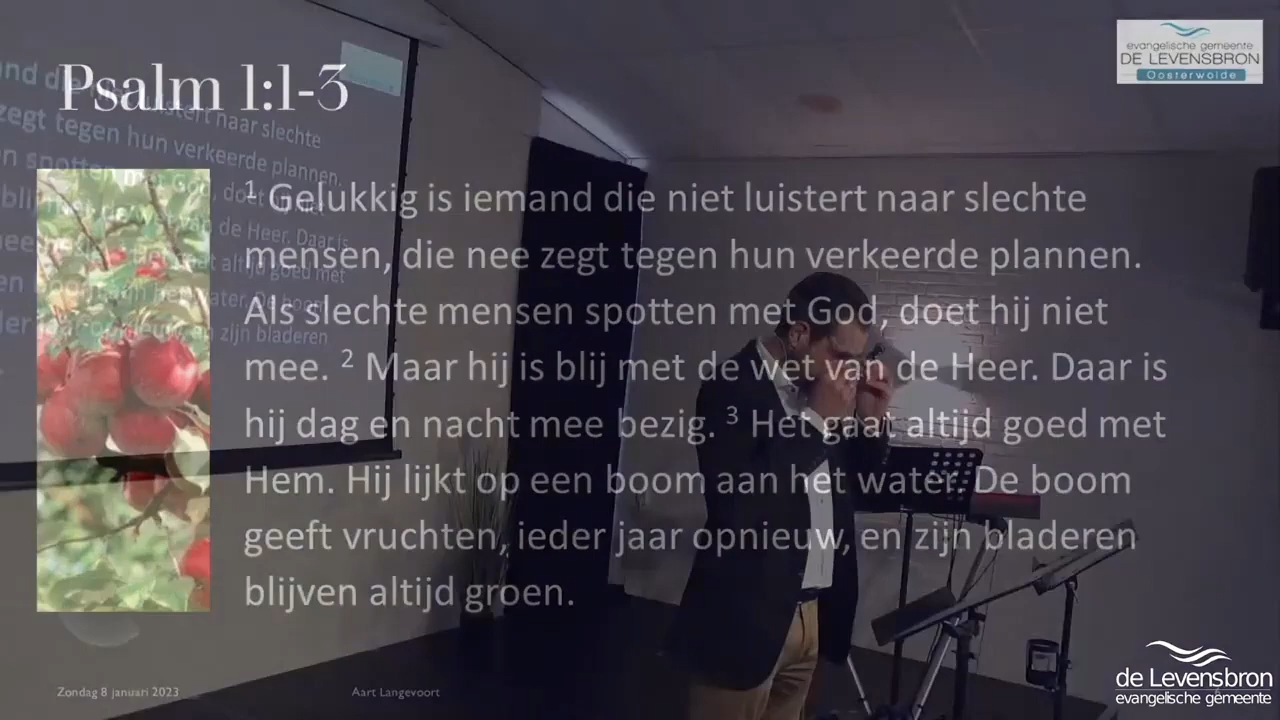 evangelische gemeente
DE LEVENSBRON
Oosterwolde
Psalm 1:1-3
1 Gelukkig is iemand die niet luistert naar slechte
mensen, die nee zegt tegen hun verkeerde plannen.
Als slechte mensen spotten met God, doet hij niet
mee. 2 Maar hij is blij met de wet van de Heer. Daar is
hij dag en nacht mee bezig. 3 Het gaat altijd goed met
Hem. Hij lijkt op een boom aan het water. De boom
geeft vruchten, ieder jaar opnieuw, en zijn bladeren
blijven altijd groen.
Zondag 8 januari 2023
Aart Langevoort
de Levensbron
evangelische gemeente